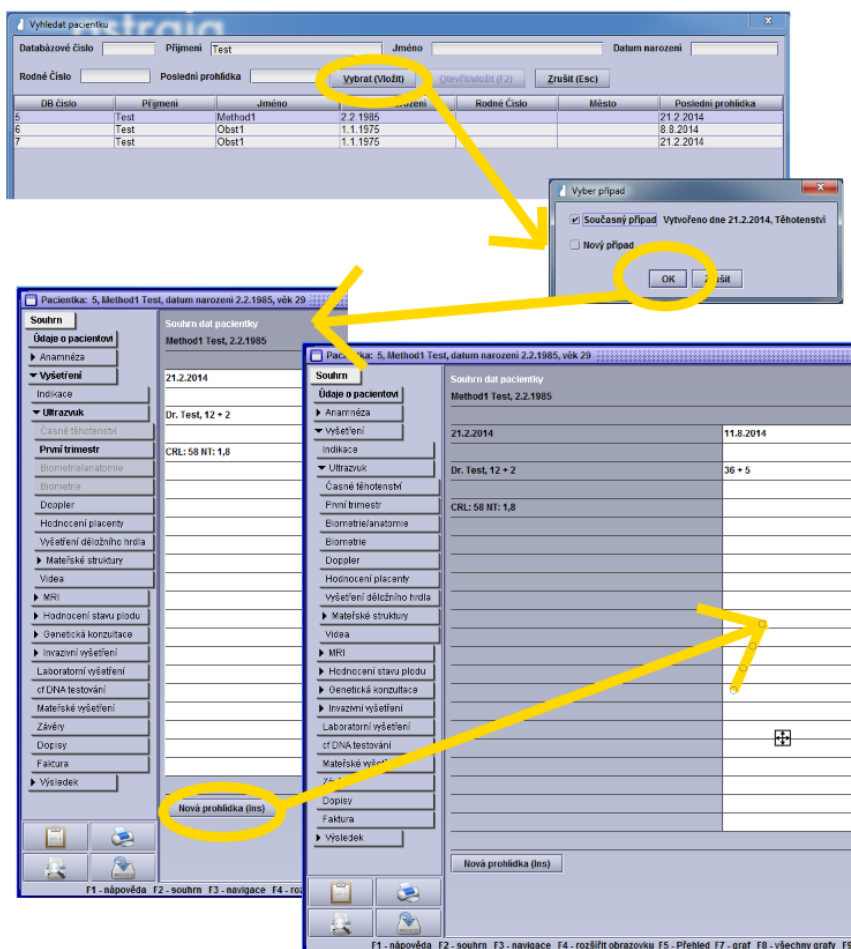 Vyhledat pacientku
astraia
Databázové číslo Příjmení Test Jméno Datum narození
Rodné Číslo Poslední prohlídka Vybrat (Vložit) Otevřít/uložit (F2) Zrušit (Esc)
DB číslo Příjmení Jméno Rodné Číslo Město Poslední prohlídka
5 Test Method1 2.2.1985 21.2.2014
6 Test Obst1 1.1.1975 8.8.2014
7 Test Obst1 1.1.1975 21.2.2014
Vyber případ
Současný případ Vytvořeno dne 21.2.2014, Těhotenství
Nový případ
OK
Pacientka: 5, Method1 Test, datum narození 2.2.1985, věk 29
Souhrn
Údaje o pacientovi
Anamnéza
Vyšetření
Indikace
Ultrazvuk
Časné těhotenství
První trimestr
Biometrie/anatomie
Biometrie
Doppler
Hodnocení placenty
Vyšetření děložního hrdla
Mateřské struktury
Videa
MRI
Hodnocení stavu plodu
Genetická konzultace
Invazivní vyšetření
Laboratorní vyšetření
cf DNA testování
Mateřské vyšetření
Závěry
Dopisy
Faktura
Výsledek
Souhrn dat pacientky
Method1 Test, 2.2.1985
21.2.2014
Dr. Test, 12 + 2
CRL: 58 NT: 1,8
Nová prohlídka (Ins)
F1 - nápověda F2 - souhrn F3 - navigace F4 -
Pacientka: 5, Method1 Test, datum narození 2.2.1985, věk 29
Souhrn
Údaje o pacientovi
Anamnéza
Vyšetření
Indikace
Ultrazvuk
Časné těhotenství
První trimestr
Biometrie/anatomie
Biometrie
Doppler
Hodnocení placenty
Vyšetření děložního hrdla
Mateřské struktury
Videa
MRI
Hodnocení stavu plodu
Genetická konzultace
Invazivní vyšetření
Laboratorní vyšetření
cf DNA testování
Mateřské
Dopisy
Faktura
Výsledek
Souhrn dat pacientky
Method1 Test, 2.2.1985
21.2.2014 11.8.2014
Dr. Test, 12 + 2 36 + 5
CRL: 58 NT: 1,8
Nová prohlídka (Ins)
F1 - nápověda F2 - souhrn F3 - navigace F4 - rozšířit obrazovku F5 - Přehled F7 - graf F8 - všechny grafy F9